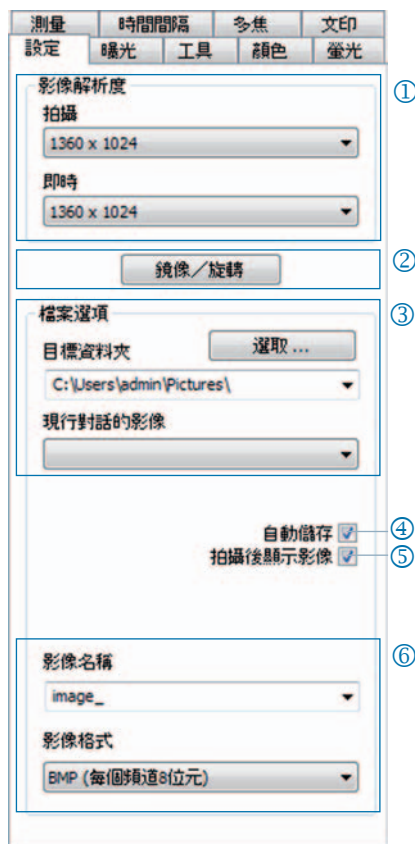 測量 時間間隔 多焦 文印
設定 曝光 工具 顏色 螢光
影像解析度
①
拍攝
1360 x 1024
即時
1360 x 1024
鏡像／旋轉
②
檔案選項
③
目標資料夾 選取 ...
C:\Users\admin\Pictures\
現行對話的影像
自動儲存
④
拍攝後顯示影像
⑤
⑥
影像名稱
image_
影像格式
BMP (每個頻道8位元)